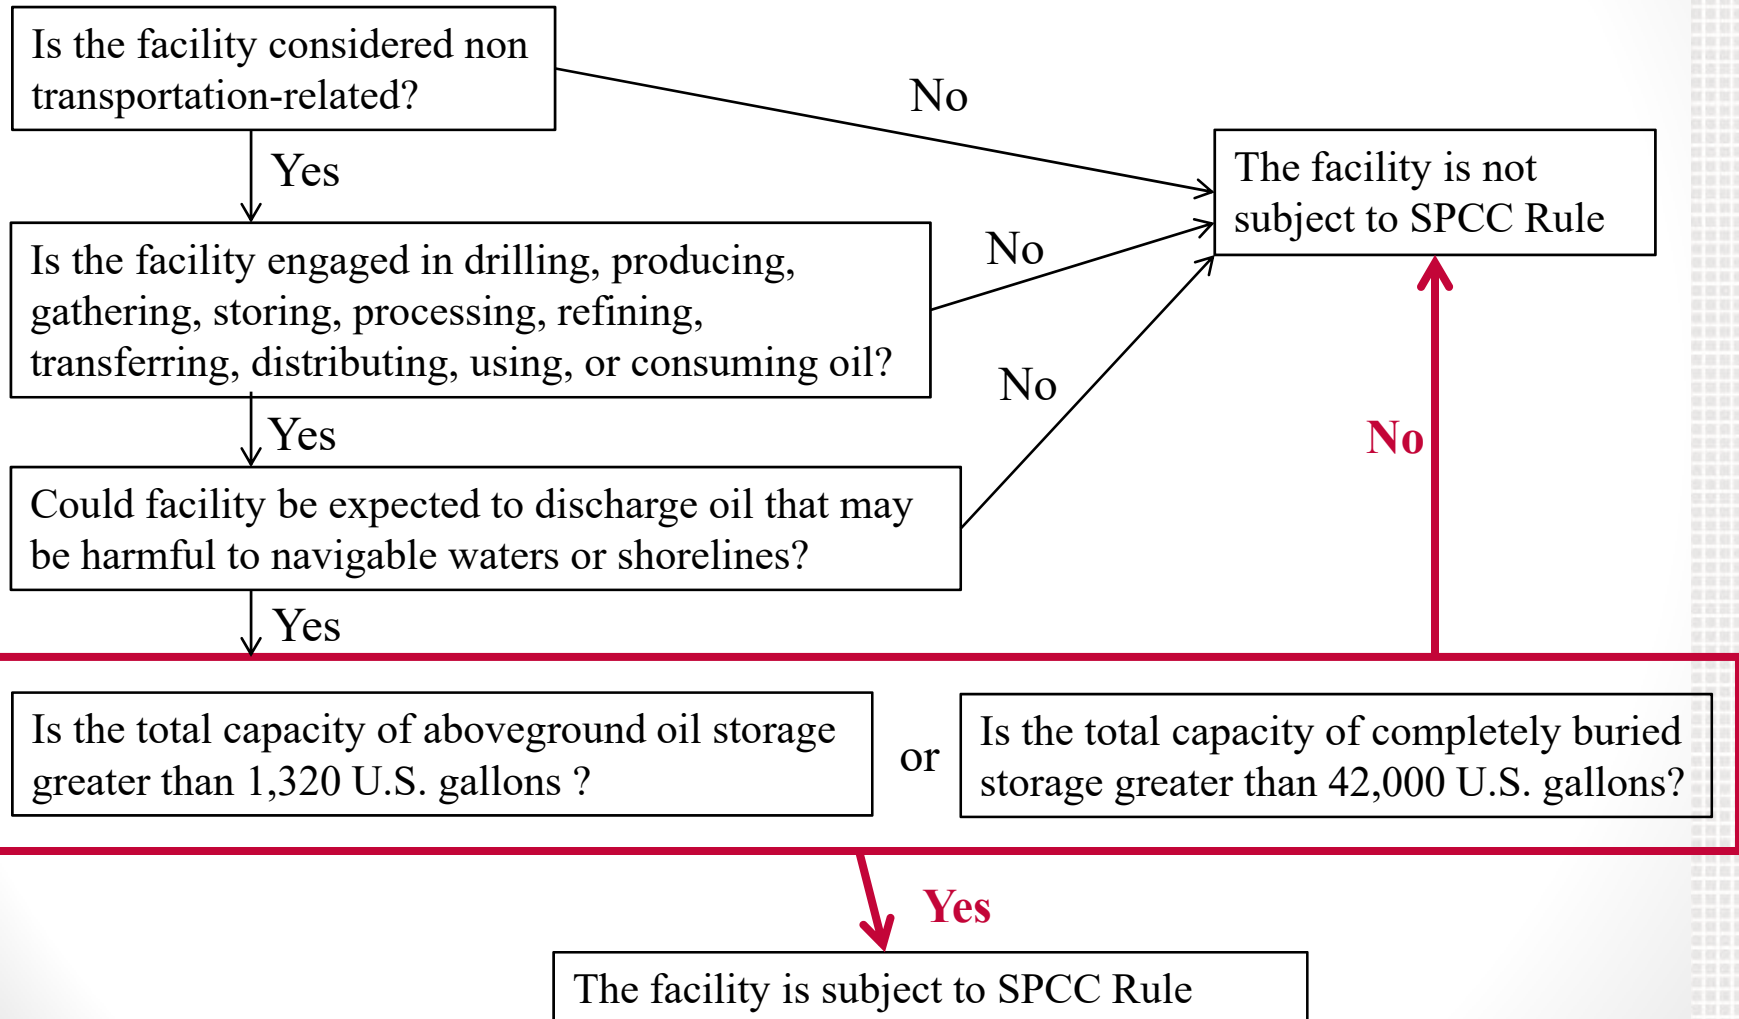 Is the facility considered non
transportation-related?
No
Yes
The facility is not
subject to SPCC Rule
Is the facility engaged in drilling, producing,
gathering, storing, processing, refining,
transferring, distributing, using, or consuming oil?
No
Yes
No
No
Could facility be expected to discharge oil that may
be harmful to navigable waters or shorelines?
Yes
Is the total capacity of aboveground oil storage
greater than 1,320 U.S. gallons ?
or
Is the total capacity of completely buried
storage greater than 42,000 U.S. gallons?
Yes
The facility is subject to SPCC Rule